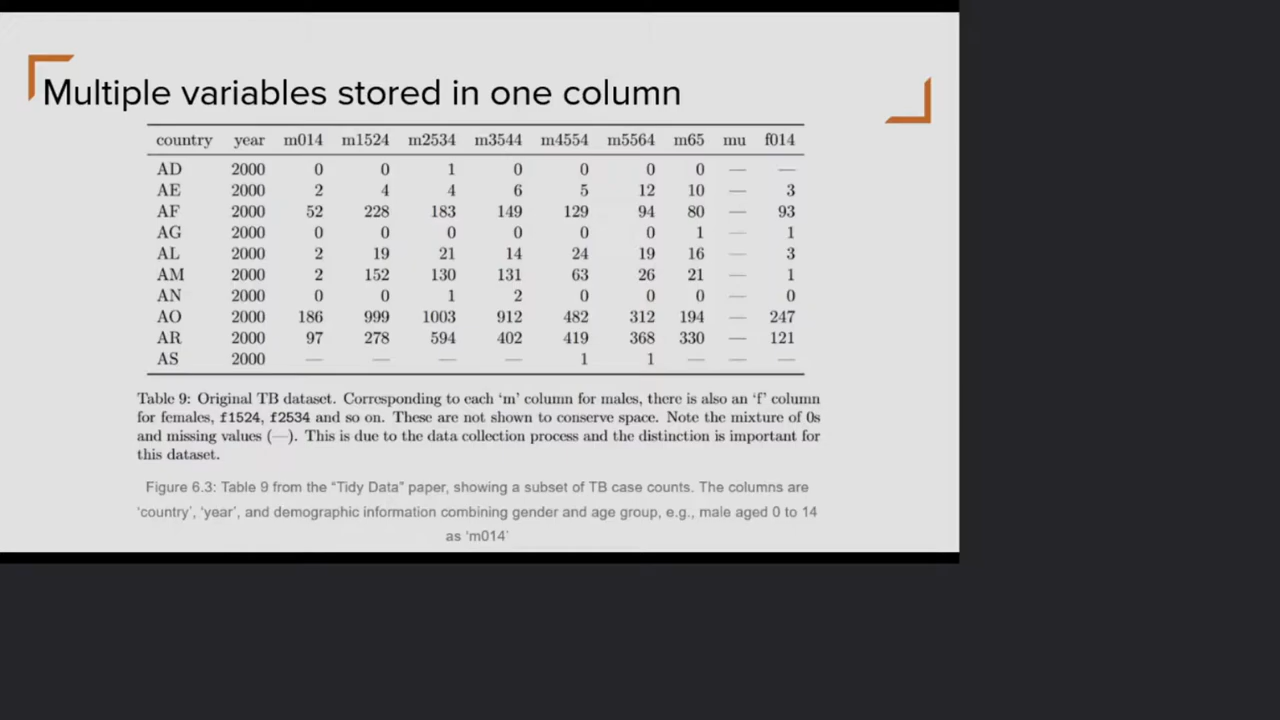 Multiple variables stored in one column
country year m014 m1524 m2534 m3544 m4554 m5564 m65 mu f014
AD 2000 0 0 1 0 0 0 0 — —
AE 2000 2 4 4 6 5 12 10 — 3
AF 2000 52 228 183 149 129 94 80 — 93
AG 2000 0 0 0 0 0 0 1 — 1
AL 2000 2 19 21 14 24 19 16 — 3
AM 2000 2 152 130 131 63 26 21 — 1
AN 2000 0 0 1 2 0 0 0 — 0
AO 2000 186 999 1003 912 482 312 194 — 247
AR 2000 97 278 594 402 419 368 330 — 121
AS 2000 — — — — 1 1 — — —
Table 9: Original TB dataset. Corresponding to each ‘m’ column for males, there is also an ‘f’ column
for females, f1524, f2534 and so on. These are not shown to conserve space. Note the mixture of 0s
and missing values (—). This is due to the data collection process and the distinction is important for
this dataset.
Figure 6.3: Table 9 from the “Tidy Data” paper, showing a subset of TB case counts. The columns are
‘country’, ‘year’, and demographic information combining gender and age group, e.g., male aged 0 to 14
as ‘m014’